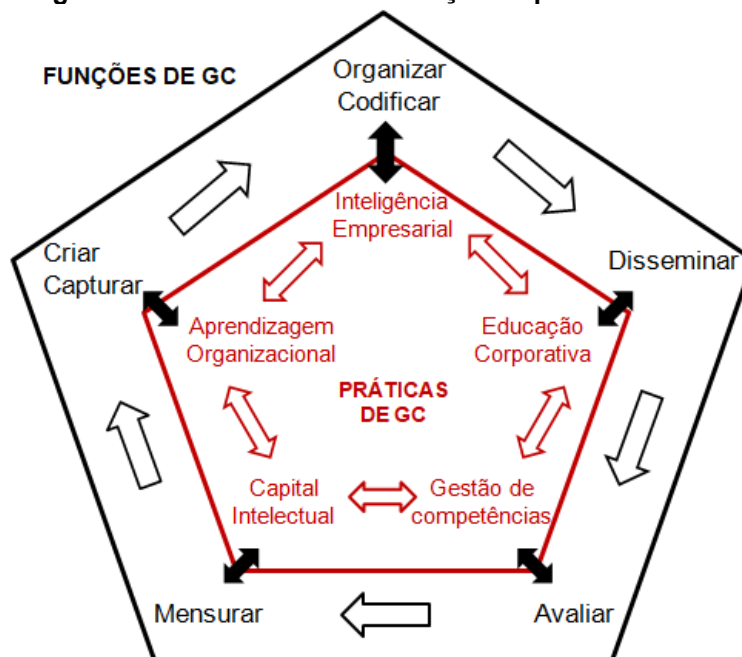 FUNÇÕES DE GC
Organizar
Codificar
Inteligência
Empresarial
Criar
Capturar
Disseminar
Aprendizagem
Organizacional
Educação
Corporativa
PRÁTICAS
DE GC
Capital
Intelectual
Gestão de
competências
Mensurar
Avaliar